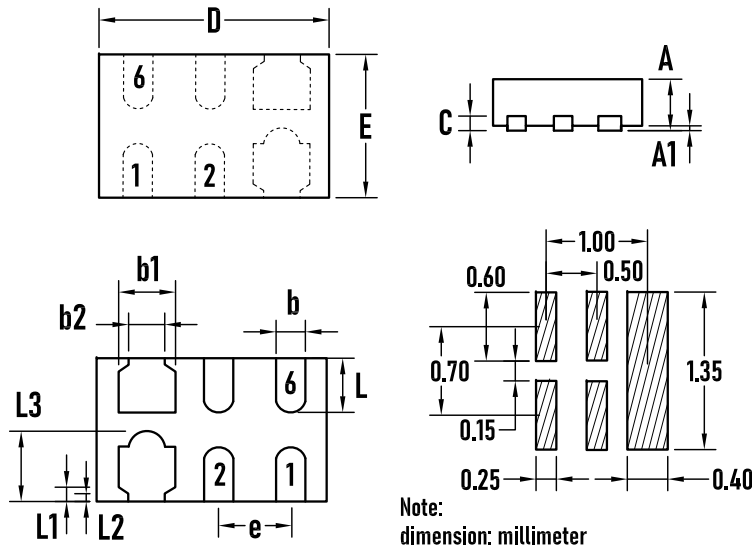 D
6
E
1
2
A
C
A1
b1
b2
b
6
L
L3
2
1
L1
L2
e
1.00
0.60
0.50
0.70
1.35
0.15
0.25
0.40
Note:
dimension: millimeter